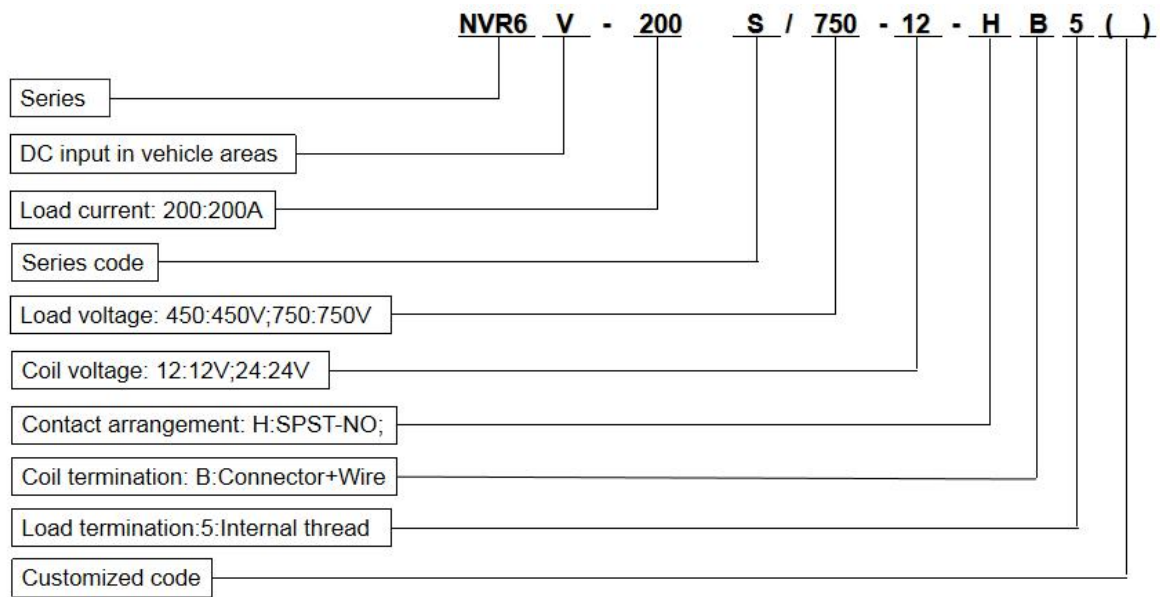 NVR6 V - 200 S / 750 - 12 - H B 5 ( )
Series
DC input in vehicle areas
Load current: 200:200A
Series code
Load voltage: 450:450V;750:750V
Coil voltage: 12:12V;24:24V
Contact arrangement: H:SPST-NO;
Coil termination: B:Connector+Wire
Load termination:5:Internal thread
Customized code